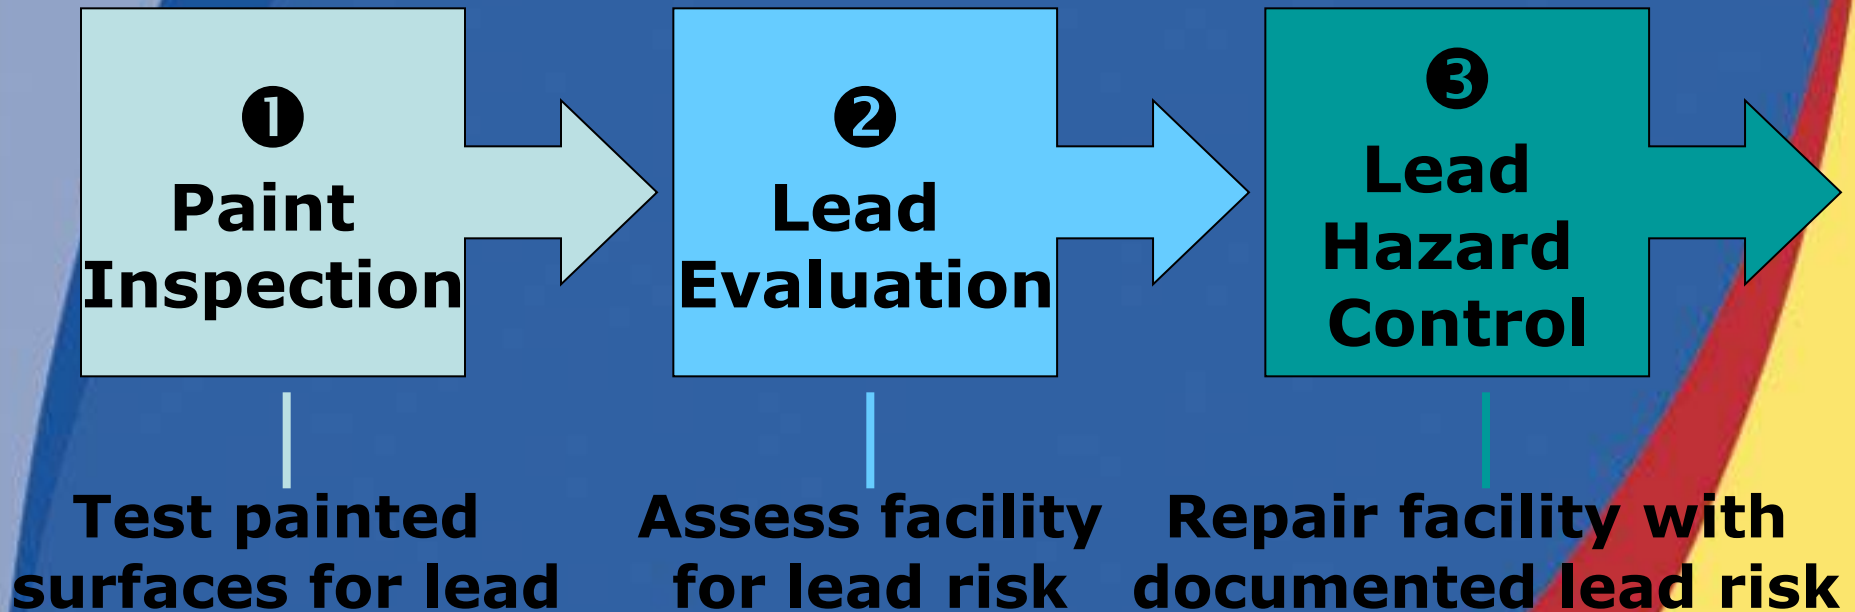 ❶
Paint
Inspection
❷
Lead
Evaluation
❸
Lead
Hazard
Control
Test painted
surfaces for lead
Assess facility
for lead risk
Repair facility with
documented lead risk